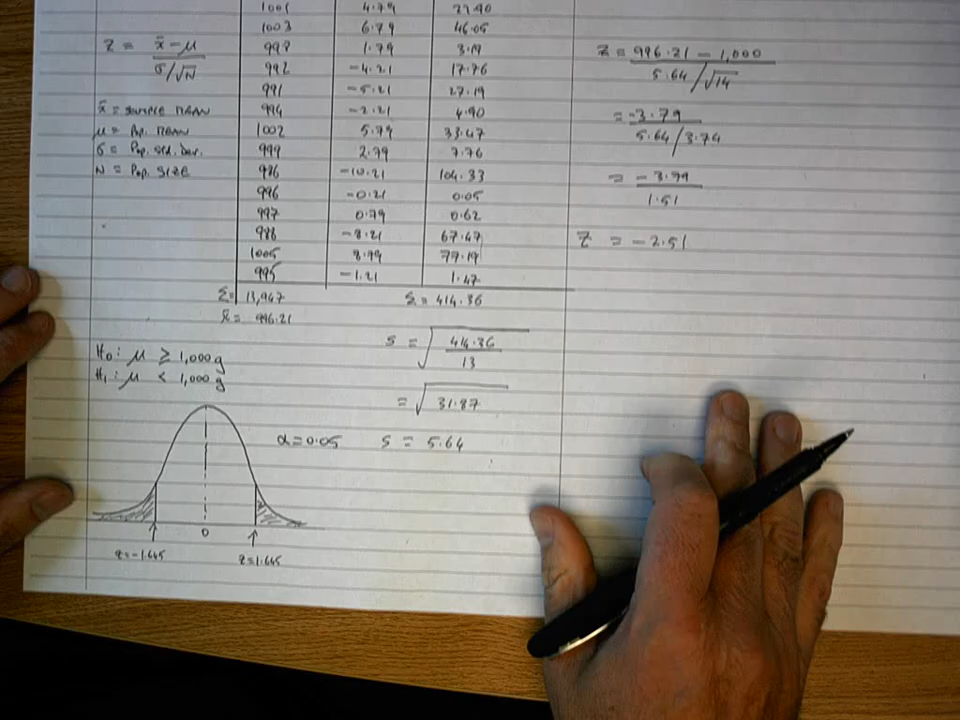 Z = x̄ - μ
σ/√N
x̄ = SAMPLE MEAN
μ = Pop. MEAN
σ = Pop. Std. Dev.
N = Pop. SIZE
1001 4.79
1003 6.79 46.05
1.79
992 -4.21 17.76
991 -5.21 27.19
994 -2.21 4.90
1002 5.79 33.47
999 2.79 7.76
986 -10.21 104.33
996 -0.21 0.05
997 0.79 0.62
988 -8.21 67.47
1005 8.79 77.19
995 -1.21 1.47
Σ = 13,947 Σ = 414.36
x̄ = 996.21
H₀: μ ≥ 1,000g
H₁: μ < 1,000g
α = 0.05
0
z = -1.645 z = 1.645
s = √414.36
13
= √31.87
s = 5.64
Z = 996.21 - 1,000
5.64/√14
= -3.79
5.64/3.74
= -3.79
1.51
Z = -2.51